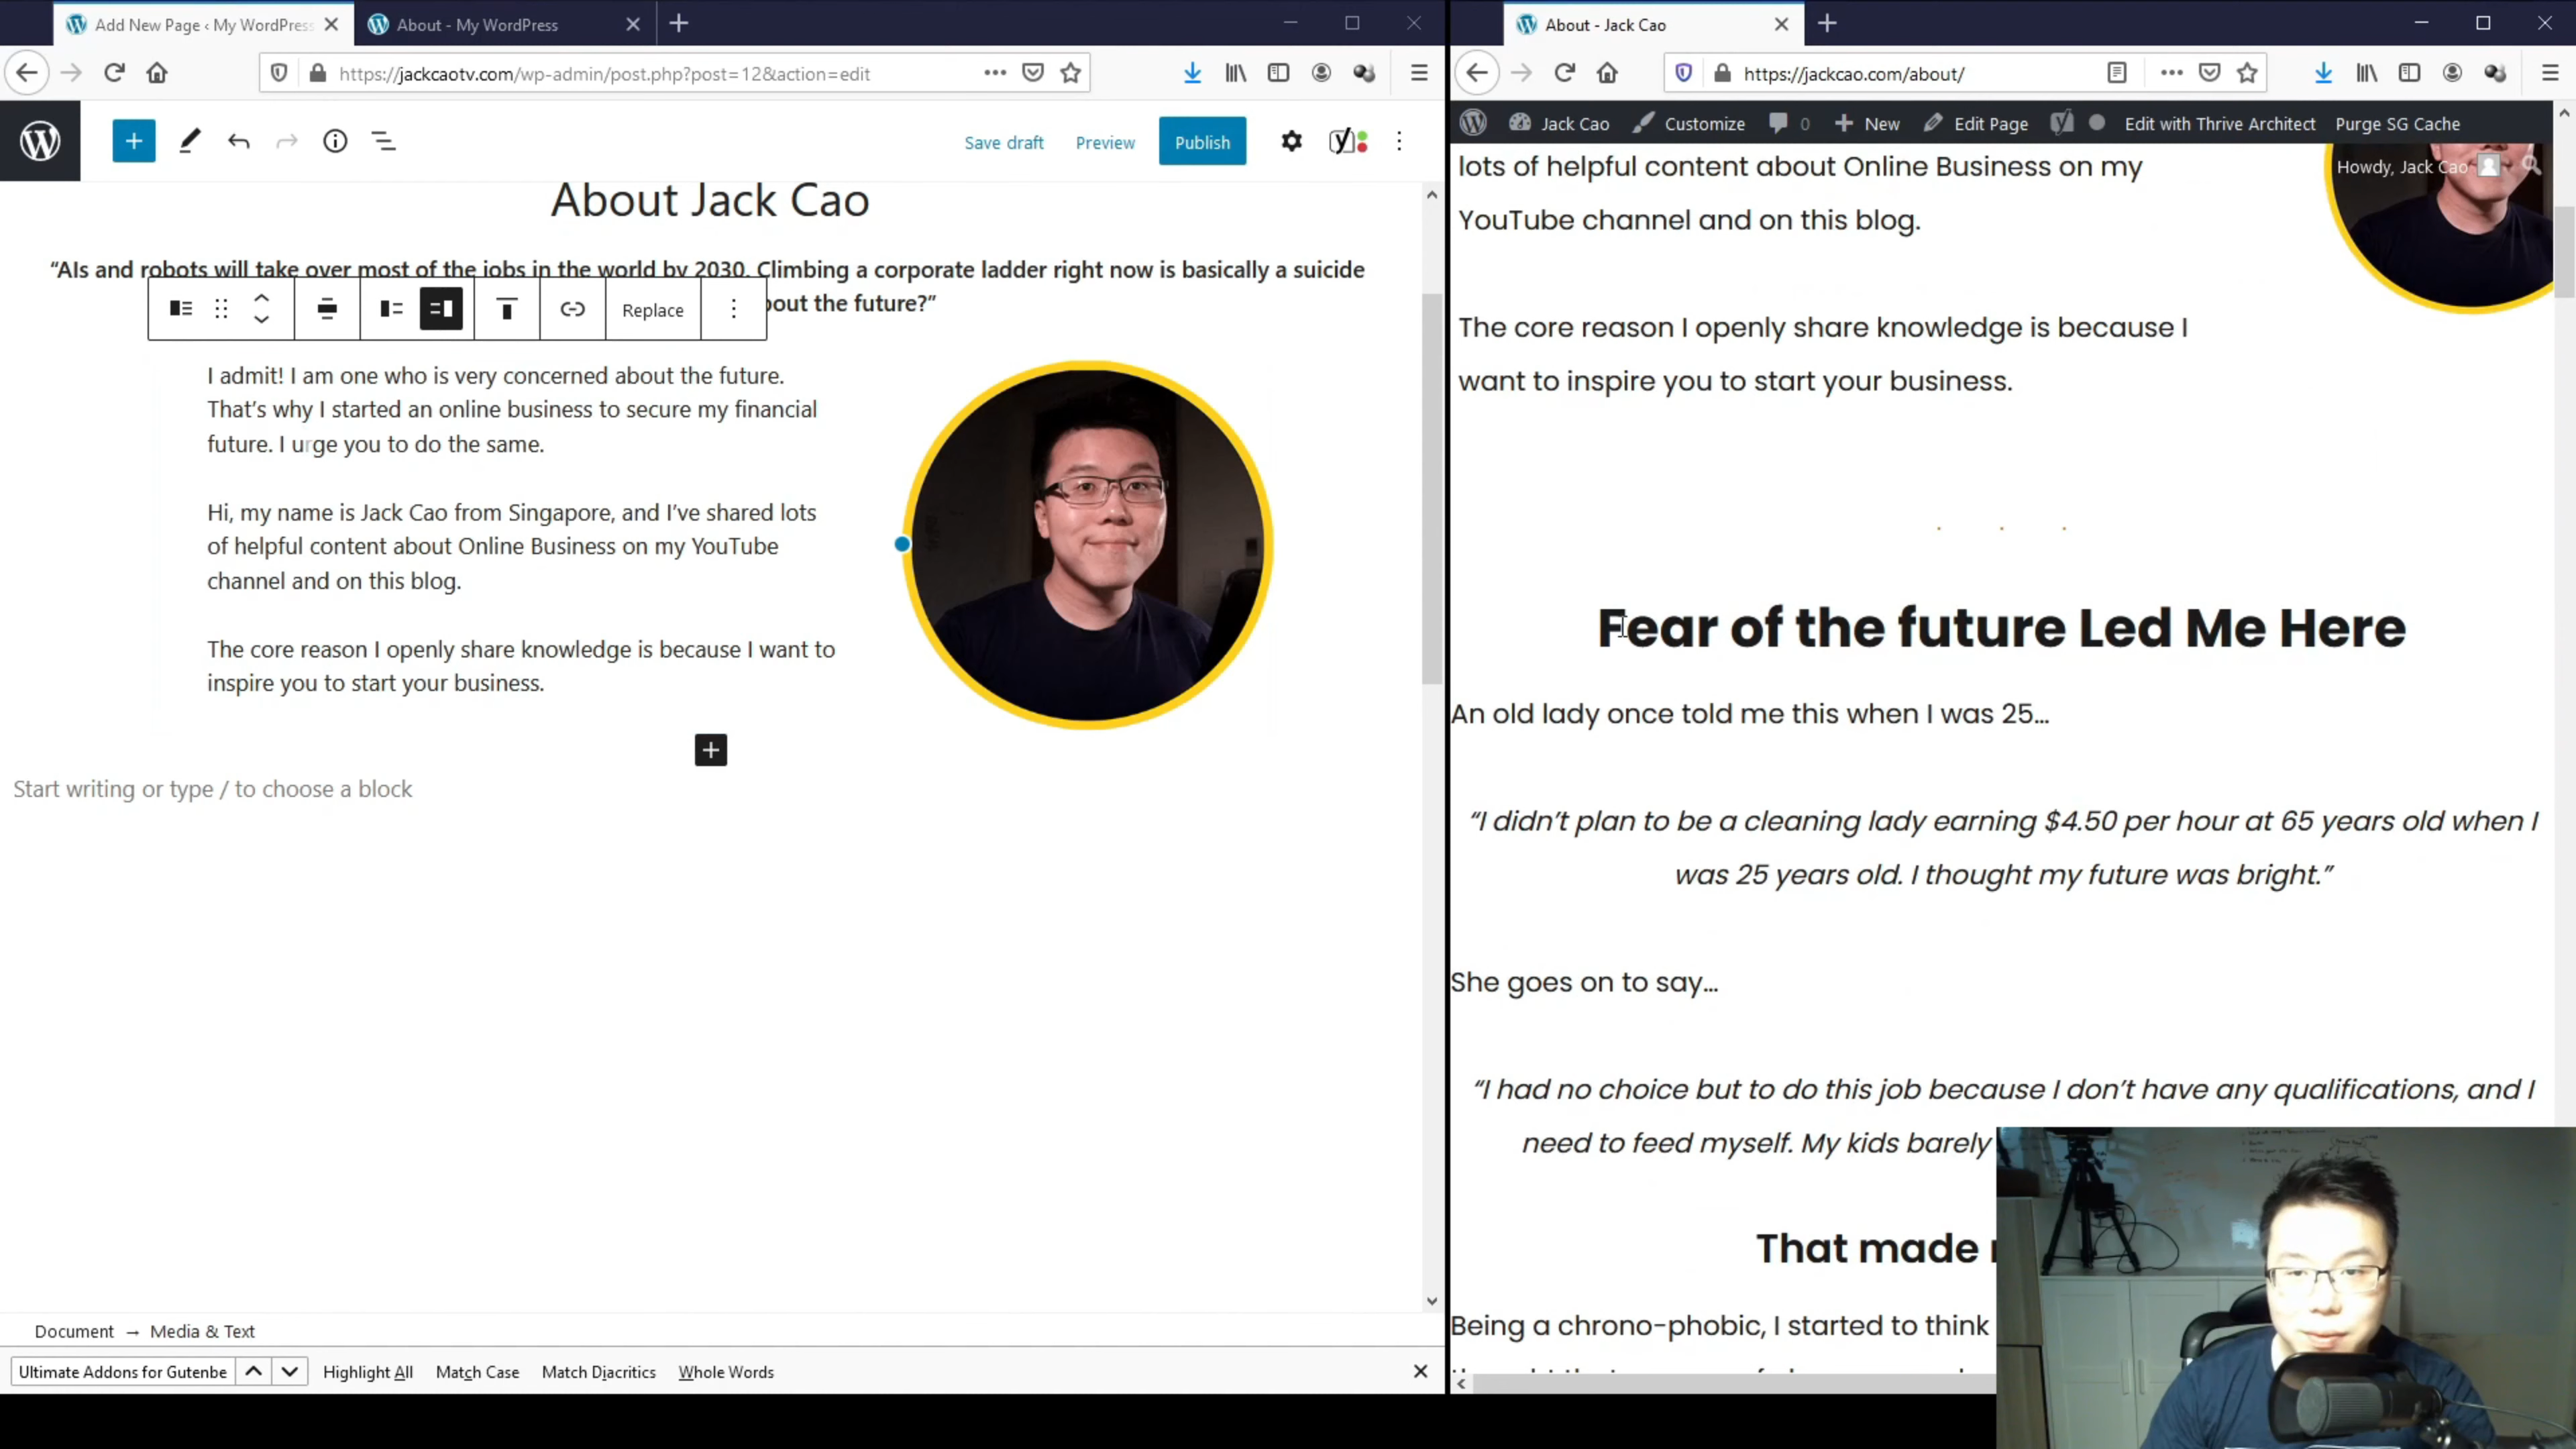 Add New Page ‹ My WordPress
About - My WordPress
https://jackcaotv.com/wp-admin/post.php?post=12&action=edit
Save draft
Preview
Publish
About Jack Cao
“AIs and robots will take over most of the jobs in the world by 2030. Climbing a corporate ladder right now is basically a suicide
out the future?”
Replace
I admit! I am one who is very concerned about the future.
That’s why I started an online business to secure my financial
future. I urge you to do the same.
Hi, my name is Jack Cao from Singapore, and I’ve shared lots
of helpful content about Online Business on my YouTube
channel and on this blog.
The core reason I openly share knowledge is because I want to
inspire you to start your business.
Start writing or type / to choose a block
Document → Media & Text
Ultimate Addons for Gutenbe
Highlight All
Match Case
Match Diacritics
Whole Words
About - Jack Cao
https://jackcao.com/about/
Jack Cao
Customize
0
New
Edit Page
Edit with Thrive Architect
Purge SG Cache
Howdy, Jack Cao
lots of helpful content about Online Business on my
YouTube channel and on this blog.
The core reason I openly share knowledge is because I
want to inspire you to start your business.
. . .
Fear of the future Led Me Here
An old lady once told me this when I was 25…
“I didn’t plan to be a cleaning lady earning $4.50 per hour at 65 years old when I
was 25 years old. I thought my future was bright.”
She goes on to say…
“I had no choice but to do this job because I don’t have any qualifications, and I
need to feed myself. My kids barely
That made
Being a chrono-phobic, I started to think